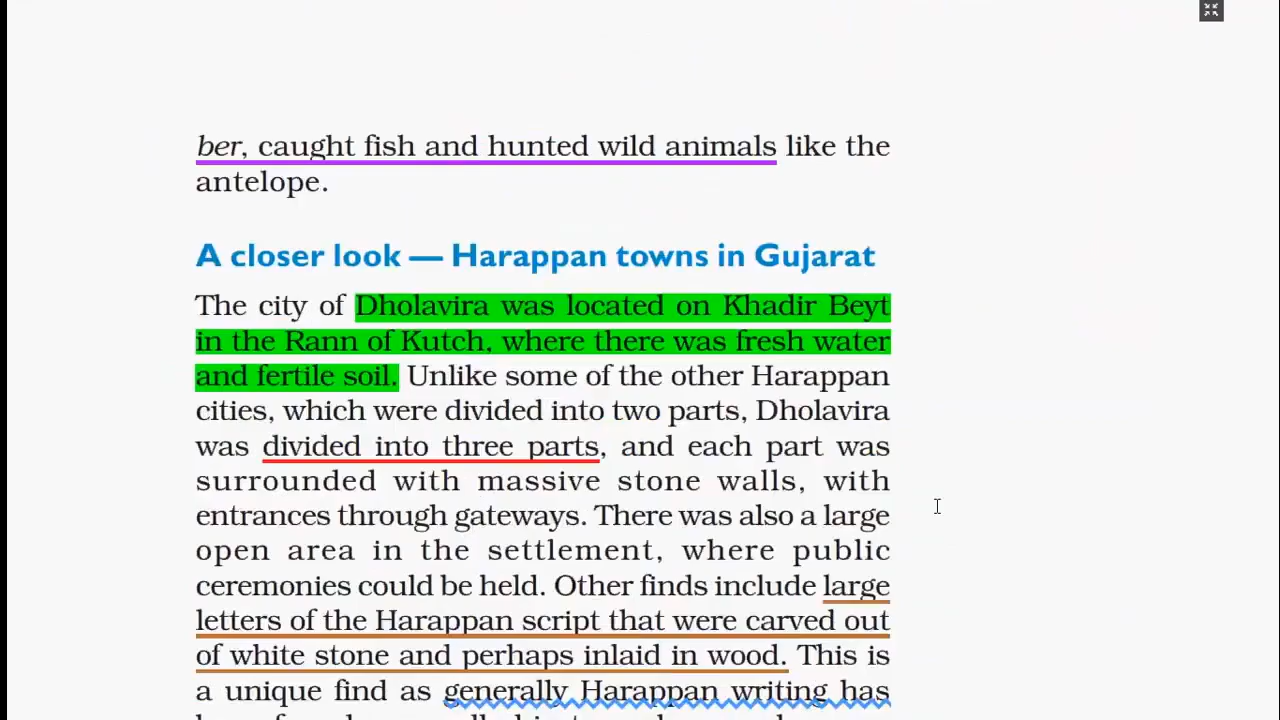 ber, caught fish and hunted wild animals like the
antelope.
A closer look — Harappan towns in Gujarat
The city of Dholavira was located on Khadir Beyt
in the Rann of Kutch, where there was fresh water
and fertile soil. Unlike some of the other Harappan
cities, which were divided into two parts, Dholavira
was divided into three parts, and each part was
surrounded with massive stone walls, with
entrances through gateways. There was also a large
open area in the settlement, where public
ceremonies could be held. Other finds include large
letters of the Harappan script that were carved out
of white stone and perhaps inlaid in wood. This is
a unique find as generally Harappan writing has